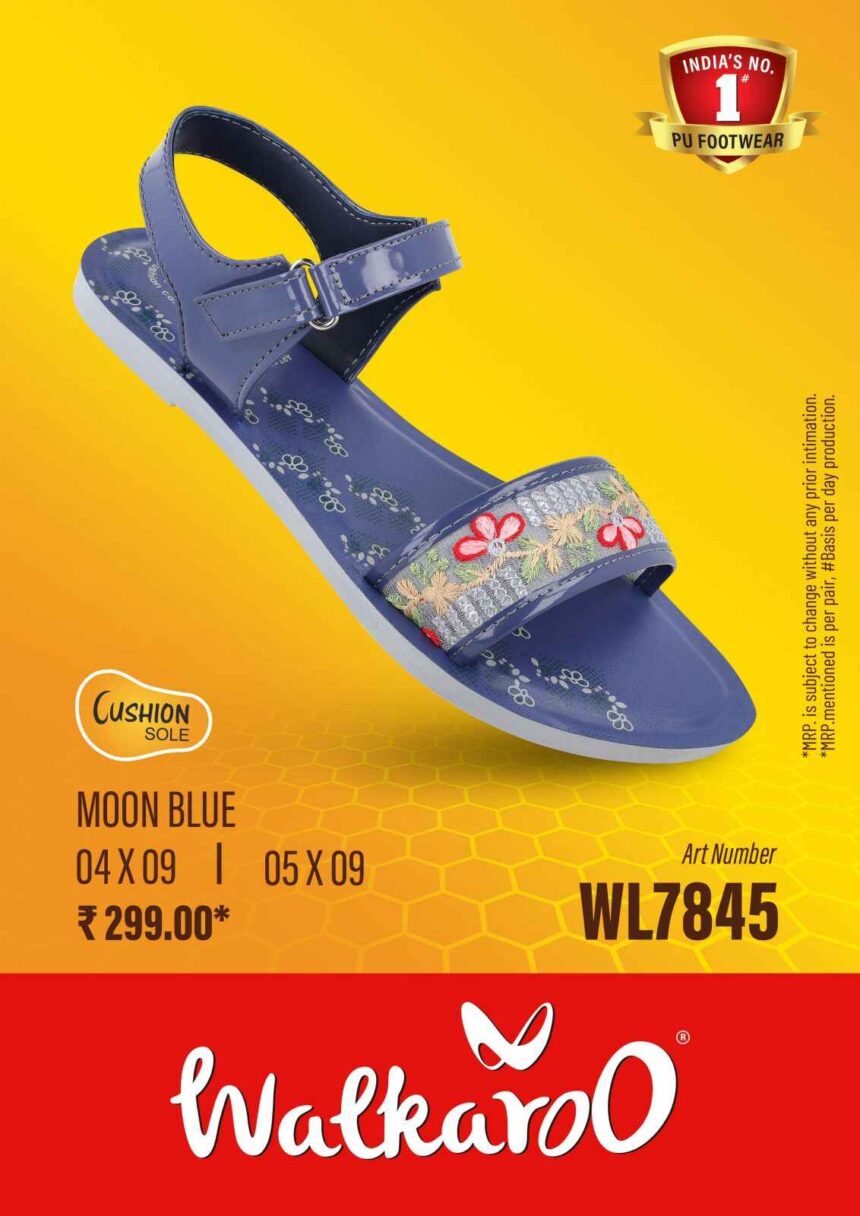 INDIA'S NO.
1#
PU FOOTWEAR
*MRP. is subject to change without any prior intimation.
*MRP.mentioned is per pair, #Basis per day production.
CUSHION
SOLE
MOON BLUE
04 X 09 | 05 X 09
₹ 299.00*
Art Number
WL7845
Walkaroo®